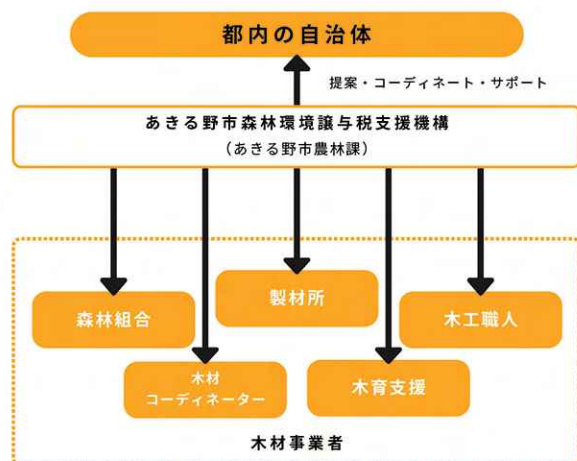 都内の自治体
提案・コーディネート・サポート
あきる野市森林環境譲与税支援機構
（あきる野市農林課）
森林組合
製材所
木工職人
木材
コーディネーター
木育支援
木材事業者